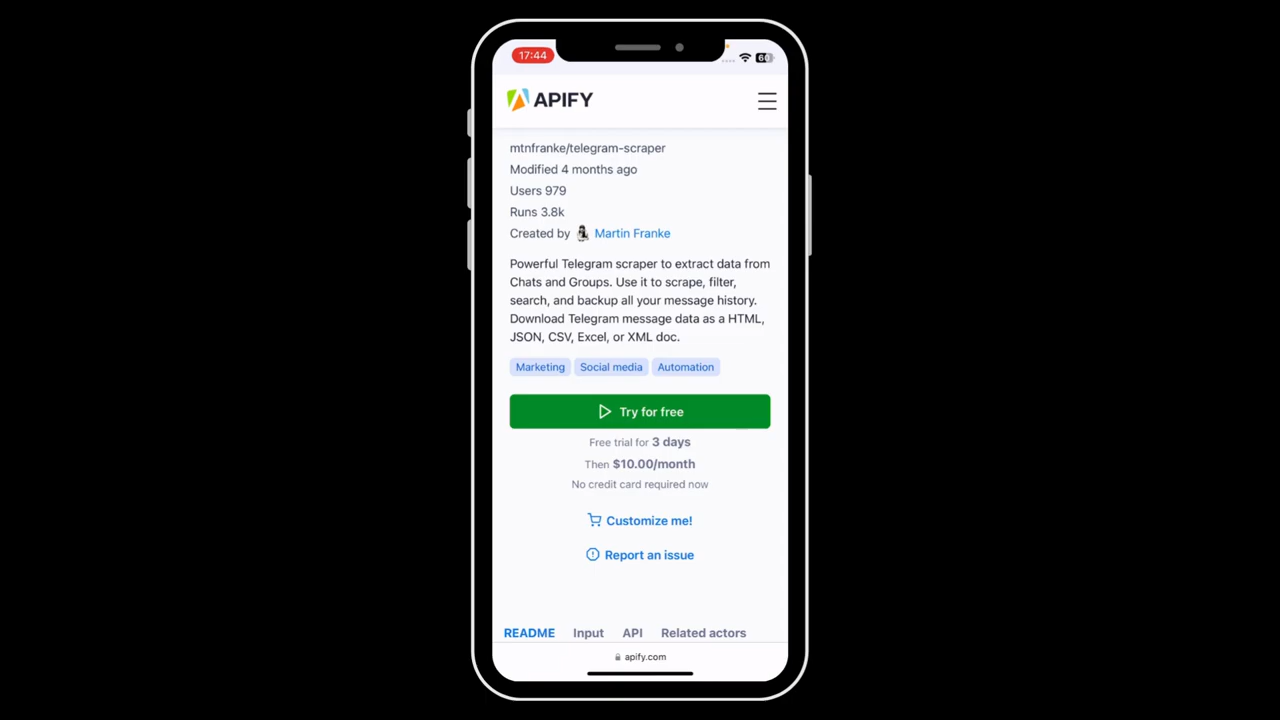 17:44
60
APIFY
mtnfranke/telegram-scraper
Modified 4 months ago
Users 979
Runs 3.8k
Created by Martin Franke
Powerful Telegram scraper to extract data from
Chats and Groups. Use it to scrape, filter,
search, and backup all your message history.
Download Telegram message data as a HTML,
JSON, CSV, Excel, or XML doc.
Marketing Social media Automation
Try for free
Free trial for 3 days
Then $10.00/month
No credit card required now
Customize me!
Report an issue
README Input API Related actors
apify.com